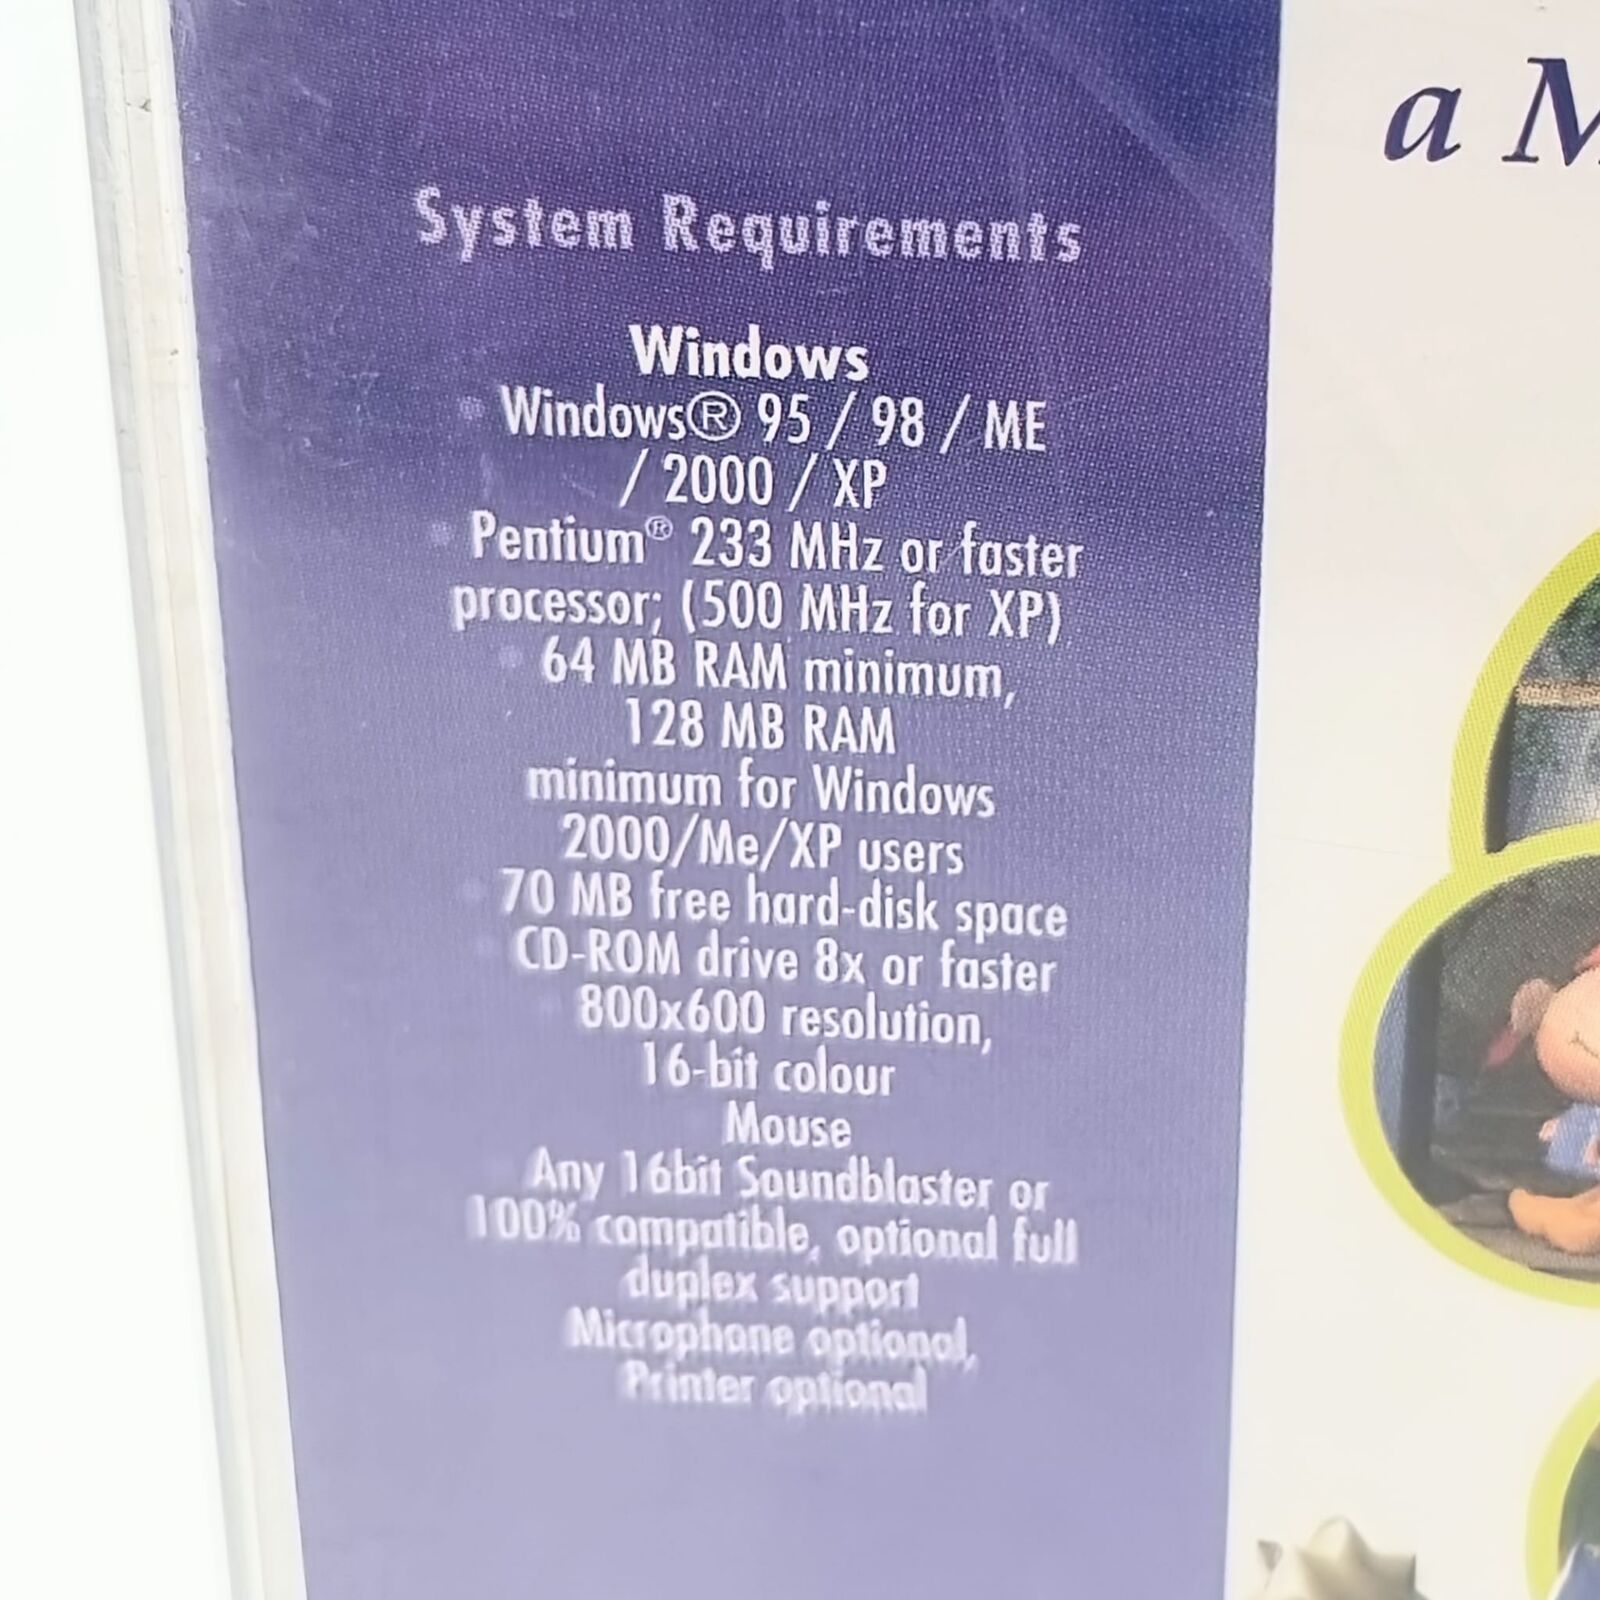 a M
System Requirements
Windows
• Windows® 95 / 98 / ME
/ 2000 / XP
• Pentium® 233 MHz or faster
processor; (500 MHz for XP)
• 64 MB RAM minimum,
128 MB RAM
minimum for Windows
2000/Me/XP users
• 70 MB free hard-disk space
• CD-ROM drive 8x or faster
• 800x600 resolution,
16-bit colour
Mouse
Any 16bit Soundblaster or
100% compatible, optional full
duplex support
Microphone optional,
Printer optional